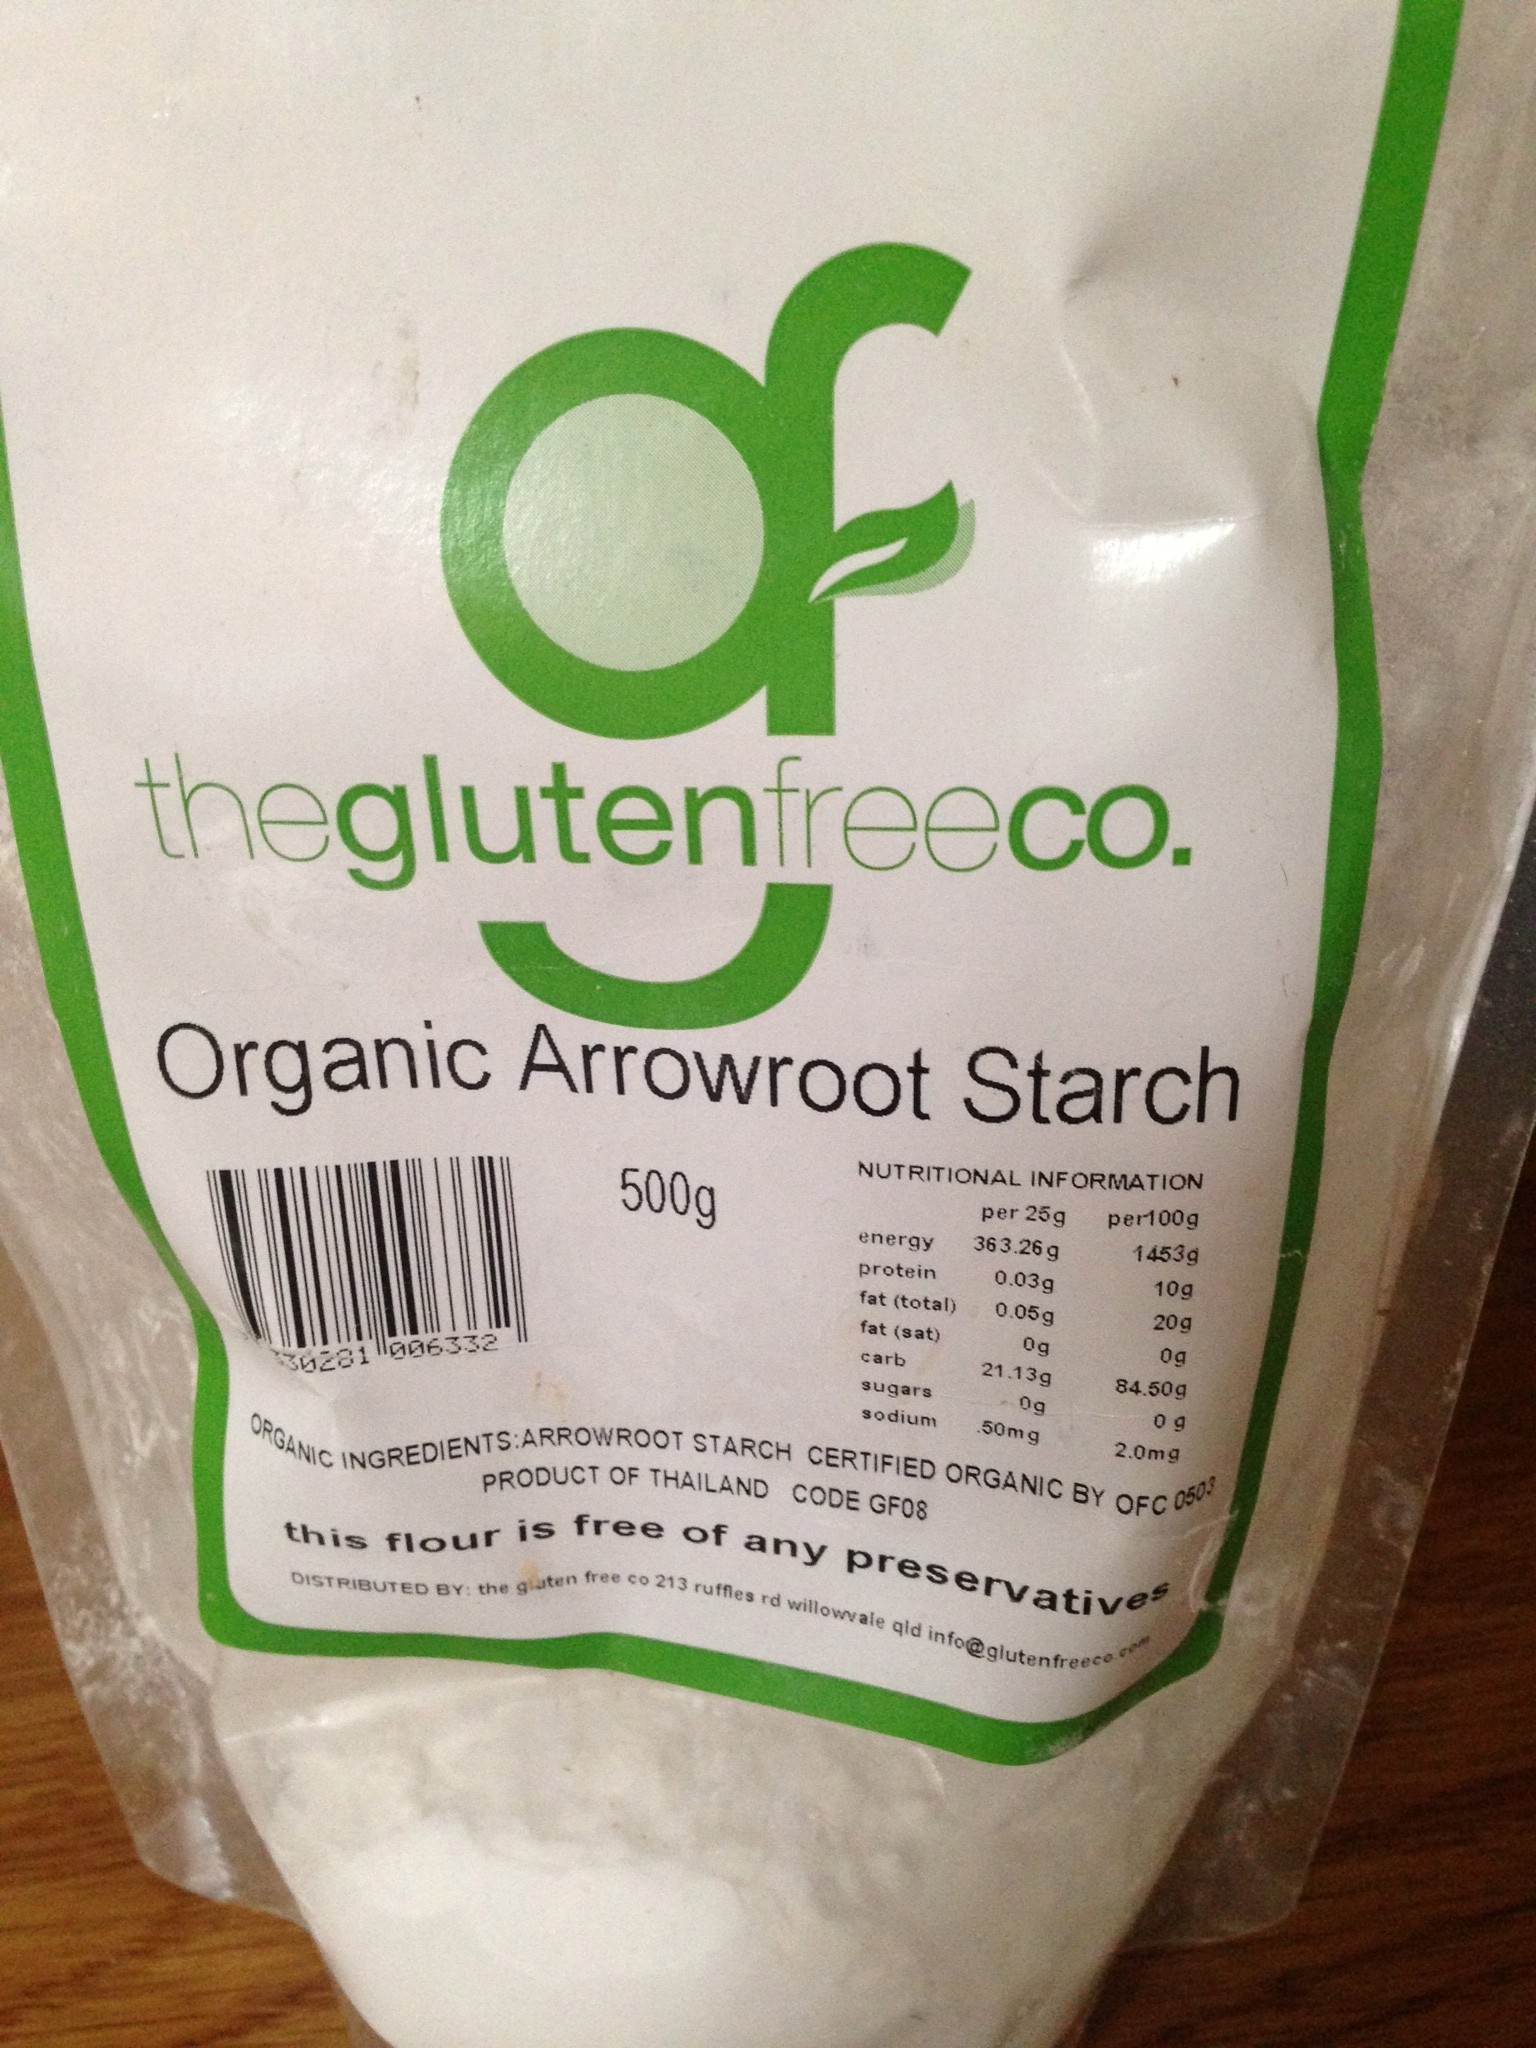 gf
theglutenfreeco.
Organic Arrowroot Starch
500g
30281 006332
NUTRITIONAL INFORMATION
per 25g per100g
energy 363.26g 1453g
protein 0.03g 10g
fat (total) 0.05g 20g
fat (sat) 0g 0g
carb 21.13g 84.50g
sugars 0g 0g
sodium .50mg 2.0mg
ORGANIC INGREDIENTS:ARROWROOT STARCH CERTIFIED ORGANIC BY OFC 0503
PRODUCT OF THAILAND CODE GF08
this flour is free of any preservatives
DISTRIBUTED BY: the gluten free co 213 ruffles rd willowvale qld info@glutenfreeco.com